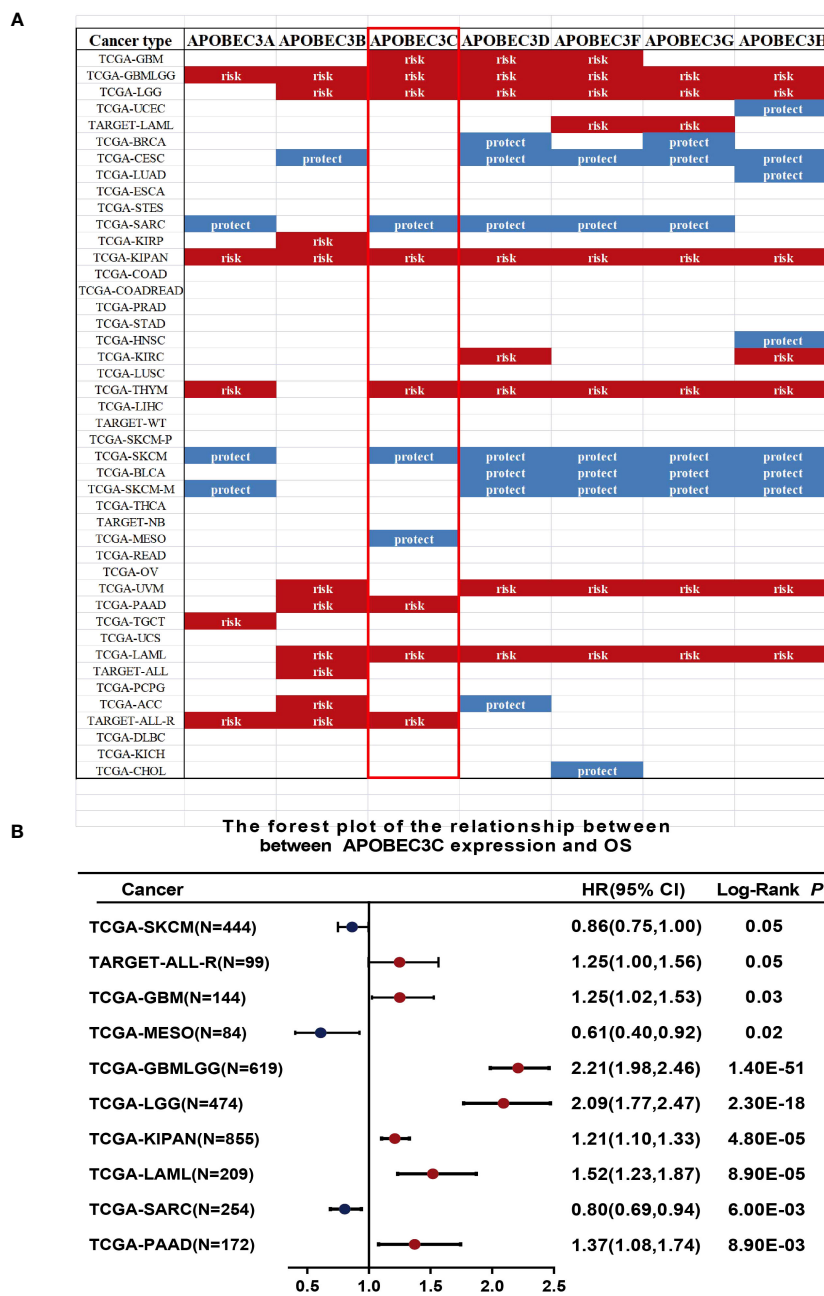 A
Cancer type APOBEC3A APOBEC3B APOBEC3C APOBEC3D APOBEC3F APOBEC3G APOBEC3H
TCGA-GBM risk risk risk
TCGA-GBMLGG risk risk risk risk risk risk risk
TCGA-LGG risk risk risk risk risk risk
TCGA-UCEC protect
TARGET-LAML risk risk
TCGA-BRCA protect protect
TCGA-CESC protect protect protect protect protect
TCGA-LUAD protect
TCGA-ESCA
TCGA-STES
TCGA-SARC protect protect protect protect protect
TCGA-KIRP risk
TCGA-KIPAN risk risk risk risk risk risk risk
TCGA-COAD
TCGA-COADREAD
TCGA-PRAD
TCGA-STAD
TCGA-HNSC protect
TCGA-KIRC risk risk
TCGA-LUSC
TCGA-THYM risk risk risk risk risk risk
TCGA-LIHC
TARGET-WT
TCGA-SKCM-P
TCGA-SKCM protect protect protect protect protect protect
TCGA-BLCA protect protect protect protect
TCGA-SKCM-M protect protect protect protect protect
TCGA-THCA
TARGET-NB
TCGA-MESO protect
TCGA-READ
TCGA-OV
TCGA-UVM risk risk risk risk risk
TCGA-PAAD risk risk
TCGA-TGCT risk
TCGA-UCS
TCGA-LAML risk risk risk risk risk risk
TARGET-ALL risk
TCGA-PCPG
TCGA-ACC risk protect
TARGET-ALL-R risk risk risk
TCGA-DLBC
TCGA-KICH
TCGA-CHOL protect
B
The forest plot of the relationship between
between APOBEC3C expression and OS
Cancer HR(95% CI) Log-Rank P
TCGA-SKCM(N=444) 0.86(0.75,1.00) 0.05
TARGET-ALL-R(N=99) 1.25(1.00,1.56) 0.05
TCGA-GBM(N=144) 1.25(1.02,1.53) 0.03
TCGA-MESO(N=84) 0.61(0.40,0.92) 0.02
TCGA-GBMLGG(N=619) 2.21(1.98,2.46) 1.40E-51
TCGA-LGG(N=474) 2.09(1.77,2.47) 2.30E-18
TCGA-KIPAN(N=855) 1.21(1.10,1.33) 4.80E-05
TCGA-LAML(N=209) 1.52(1.23,1.87) 8.90E-05
TCGA-SARC(N=254) 0.80(0.69,0.94) 6.00E-03
TCGA-PAAD(N=172) 1.37(1.08,1.74) 8.90E-03
0.5 1.0 1.5 2.0 2.5